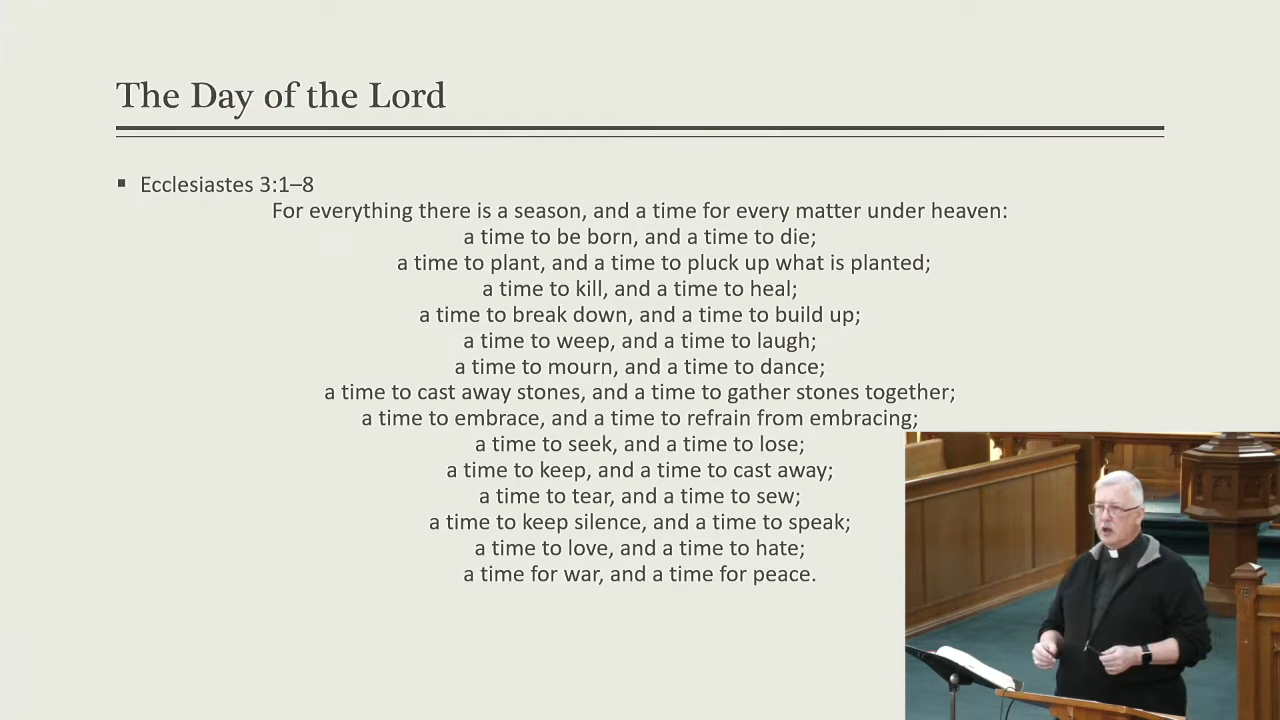 The Day of the Lord
▪ Ecclesiastes 3:1–8
For everything there is a season, and a time for every matter under heaven:
a time to be born, and a time to die;
a time to plant, and a time to pluck up what is planted;
a time to kill, and a time to heal;
a time to break down, and a time to build up;
a time to weep, and a time to laugh;
a time to mourn, and a time to dance;
a time to cast away stones, and a time to gather stones together;
a time to embrace, and a time to refrain from embracing;
a time to seek, and a time to lose;
a time to keep, and a time to cast away;
a time to tear, and a time to sew;
a time to keep silence, and a time to speak;
a time to love, and a time to hate;
a time for war, and a time for peace.